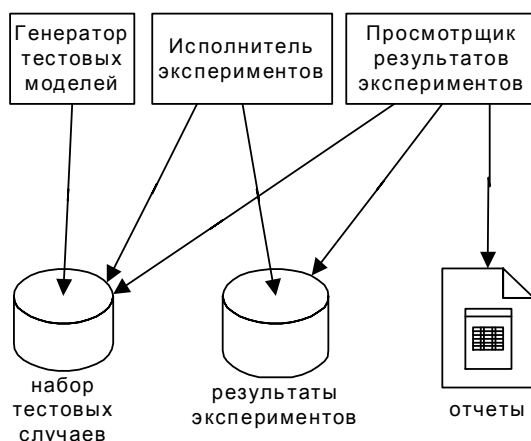 Генератор
тестовых
моделей
Исполнитель
экспериментов
Просмотрщик
результатов
экспериментов
набор
тестовых
случаев
результаты
экспериментов
отчеты